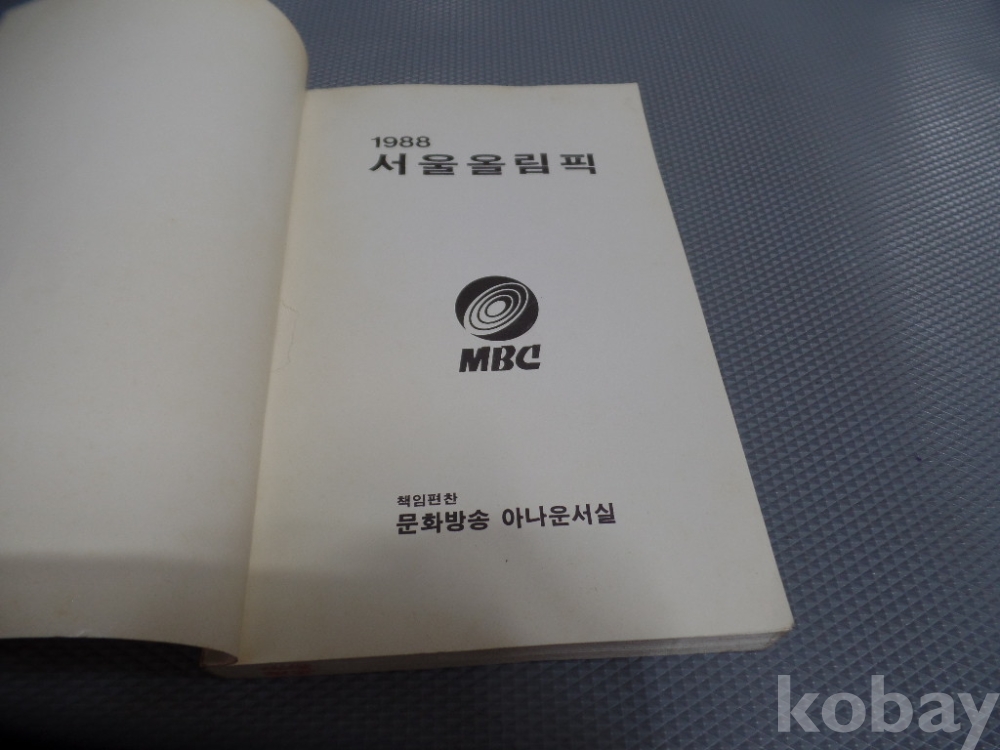 1988
서울올림픽
MBC
책임편찬
문화방송 아나운서실
kobay